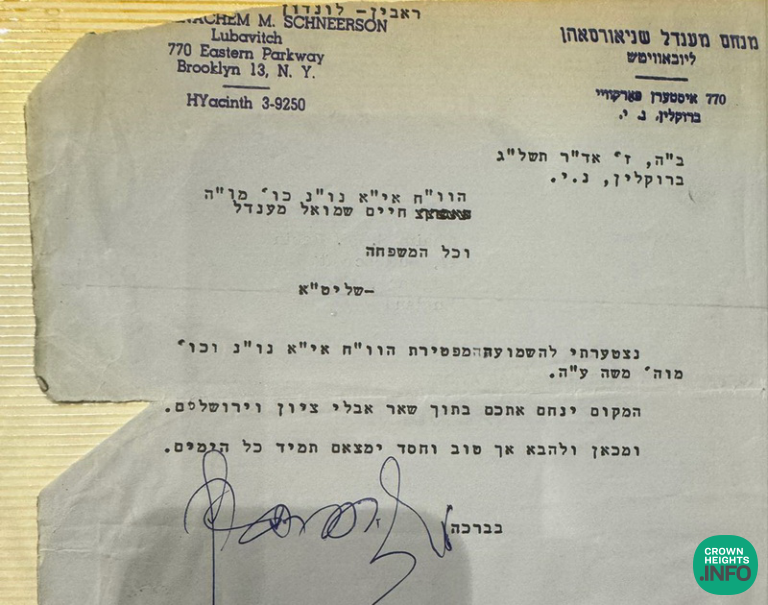 ראבין- לונדון
MENACHEM M. SCHNEERSON
Lubavitch
770 Eastern Parkway
Brooklyn 13, N. Y.
HYacinth 3-9250
מנחם מענדל שניאורסאהן
ליובאוויטש
770 איסטערן פארקוויי
ברוקלין, נ. י.
ב"ה, ז' אד"ר תשל"ג
ברוקלין, נ.י.
הוו"ח אי"א נו"נ כו' מו"ה
חיים שמואל מענדל
וכל המשפחה
שליט"א-
נצטערתי להשמועה מפטירת הוו"ח אי"א נו"נ וכו'
מוה' משה ע"ה.
המקום ינחם אתכם בתוך שאר אבלי ציון וירושלים.
ומכאן ולהבא אך טוב וחסד ימצאם תמיד כל הימים.
בברכה
CROWN
HEIGHTS
.INFO